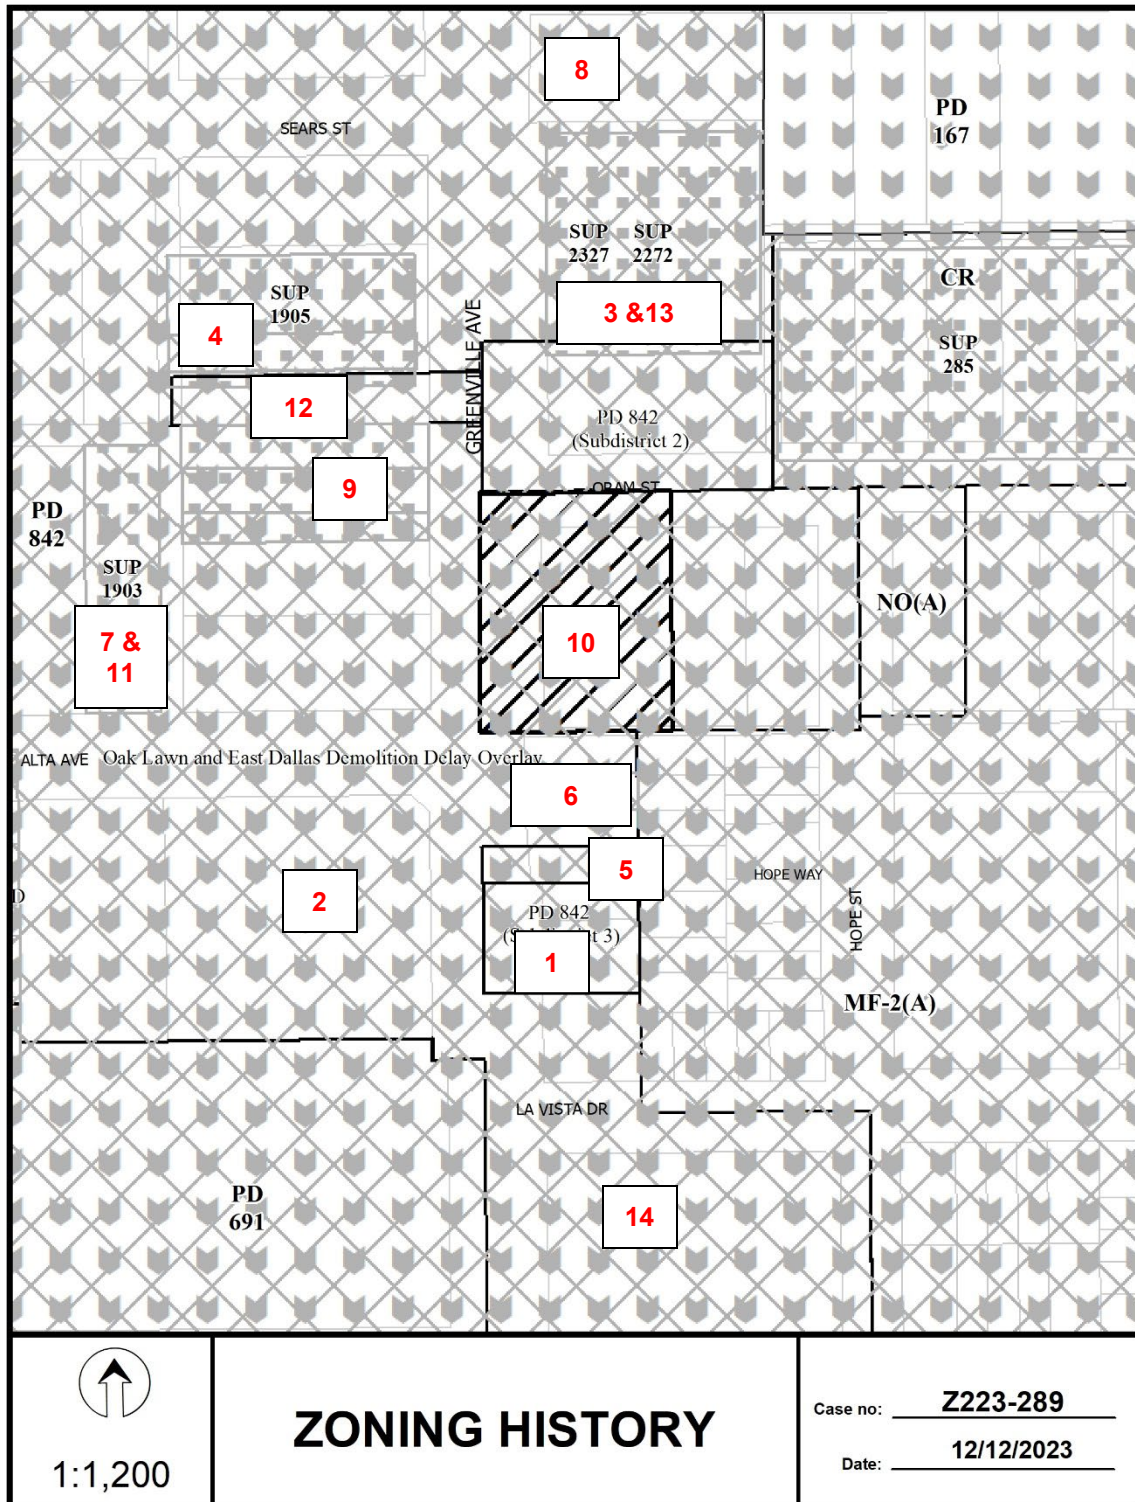 8
PD
167
SEARS ST
SUP
2327
SUP
2272
CR
SUP
1905
4
3 &13
SUP
285
GREENVILLE AVE
12
PD 842
(Subdistrict 2)
9
ORAM ST
PD
842
SUP
1903
7 &
11
10
NO(A)
ALTA AVE
Oak Lawn and East Dallas Demolition Delay Overlay
6
5
HOPE WAY
2
D
PD 842
t 3)
1
HOPE ST
MF-2(A)
LA VISTA DR
PD
691
14
1:1,200
ZONING HISTORY
Case no: Z223-289
Date: 12/12/2023